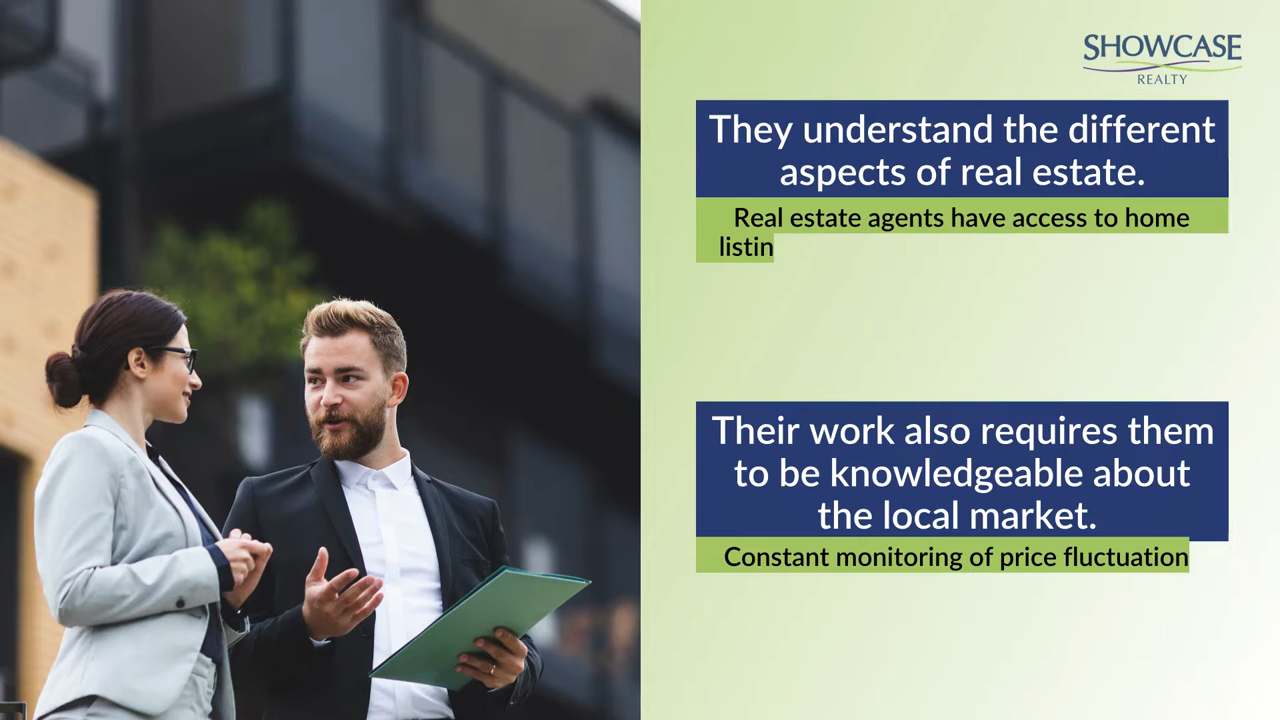 SHOWCASE
REALTY
They understand the different
aspects of real estate.
Real estate agents have access to home
listin
Their work also requires them
to be knowledgeable about
the local market.
Constant monitoring of price fluctuation